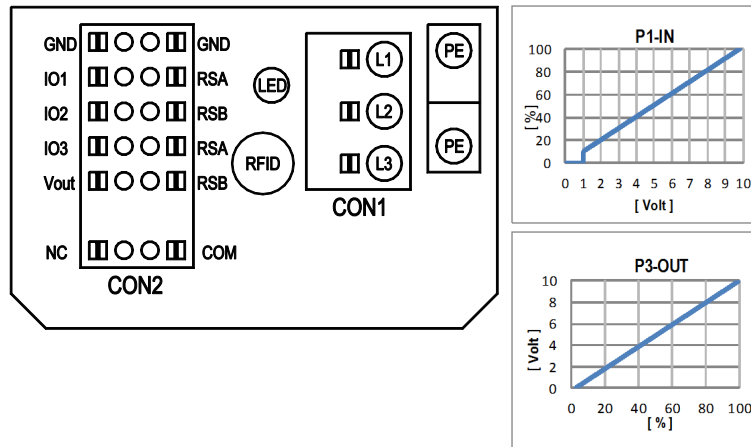 GND GND
IO1 RSA
IO2 RSB
IO3 RSA
Vout RSB
NC COM
CON2
LED
RFID
L1
L2
L3
CON1
PE
PE
P1-IN
100
80
60
40
20
0
[ %]
0 1 2 3 4 5 6 7 8 9 10
[ Volt ]
P3-OUT
10
8
6
4
2
0
[ Volt ]
0 20 40 60 80 100
[ % ]